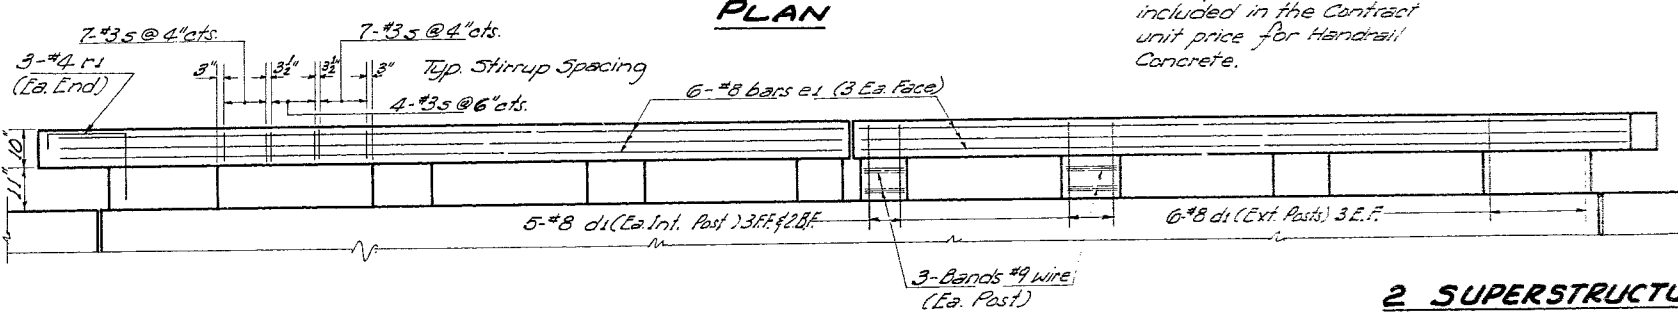 PLAN
included in the Contract
unit price for Handrail
Concrete.
7-#3 s @ 4" cts.
7-#3 s @ 4" cts.
3-#4 r1
(Ea. End)
3"
3½"
3½"
3"
Typ. Stirrup Spacing
4-#3s @ 6" cts.
6-#8 bars e1 (3 Ea. Face)
10"
11"
5-#8 d1 (Ea. Int. Post) 3F.F. & 2B.F.
6-#8 d1 (Ext. Posts) 3 E.F.
3-Bands #9 wire
(Ea. Post)
2 SUPERSTRUCTU